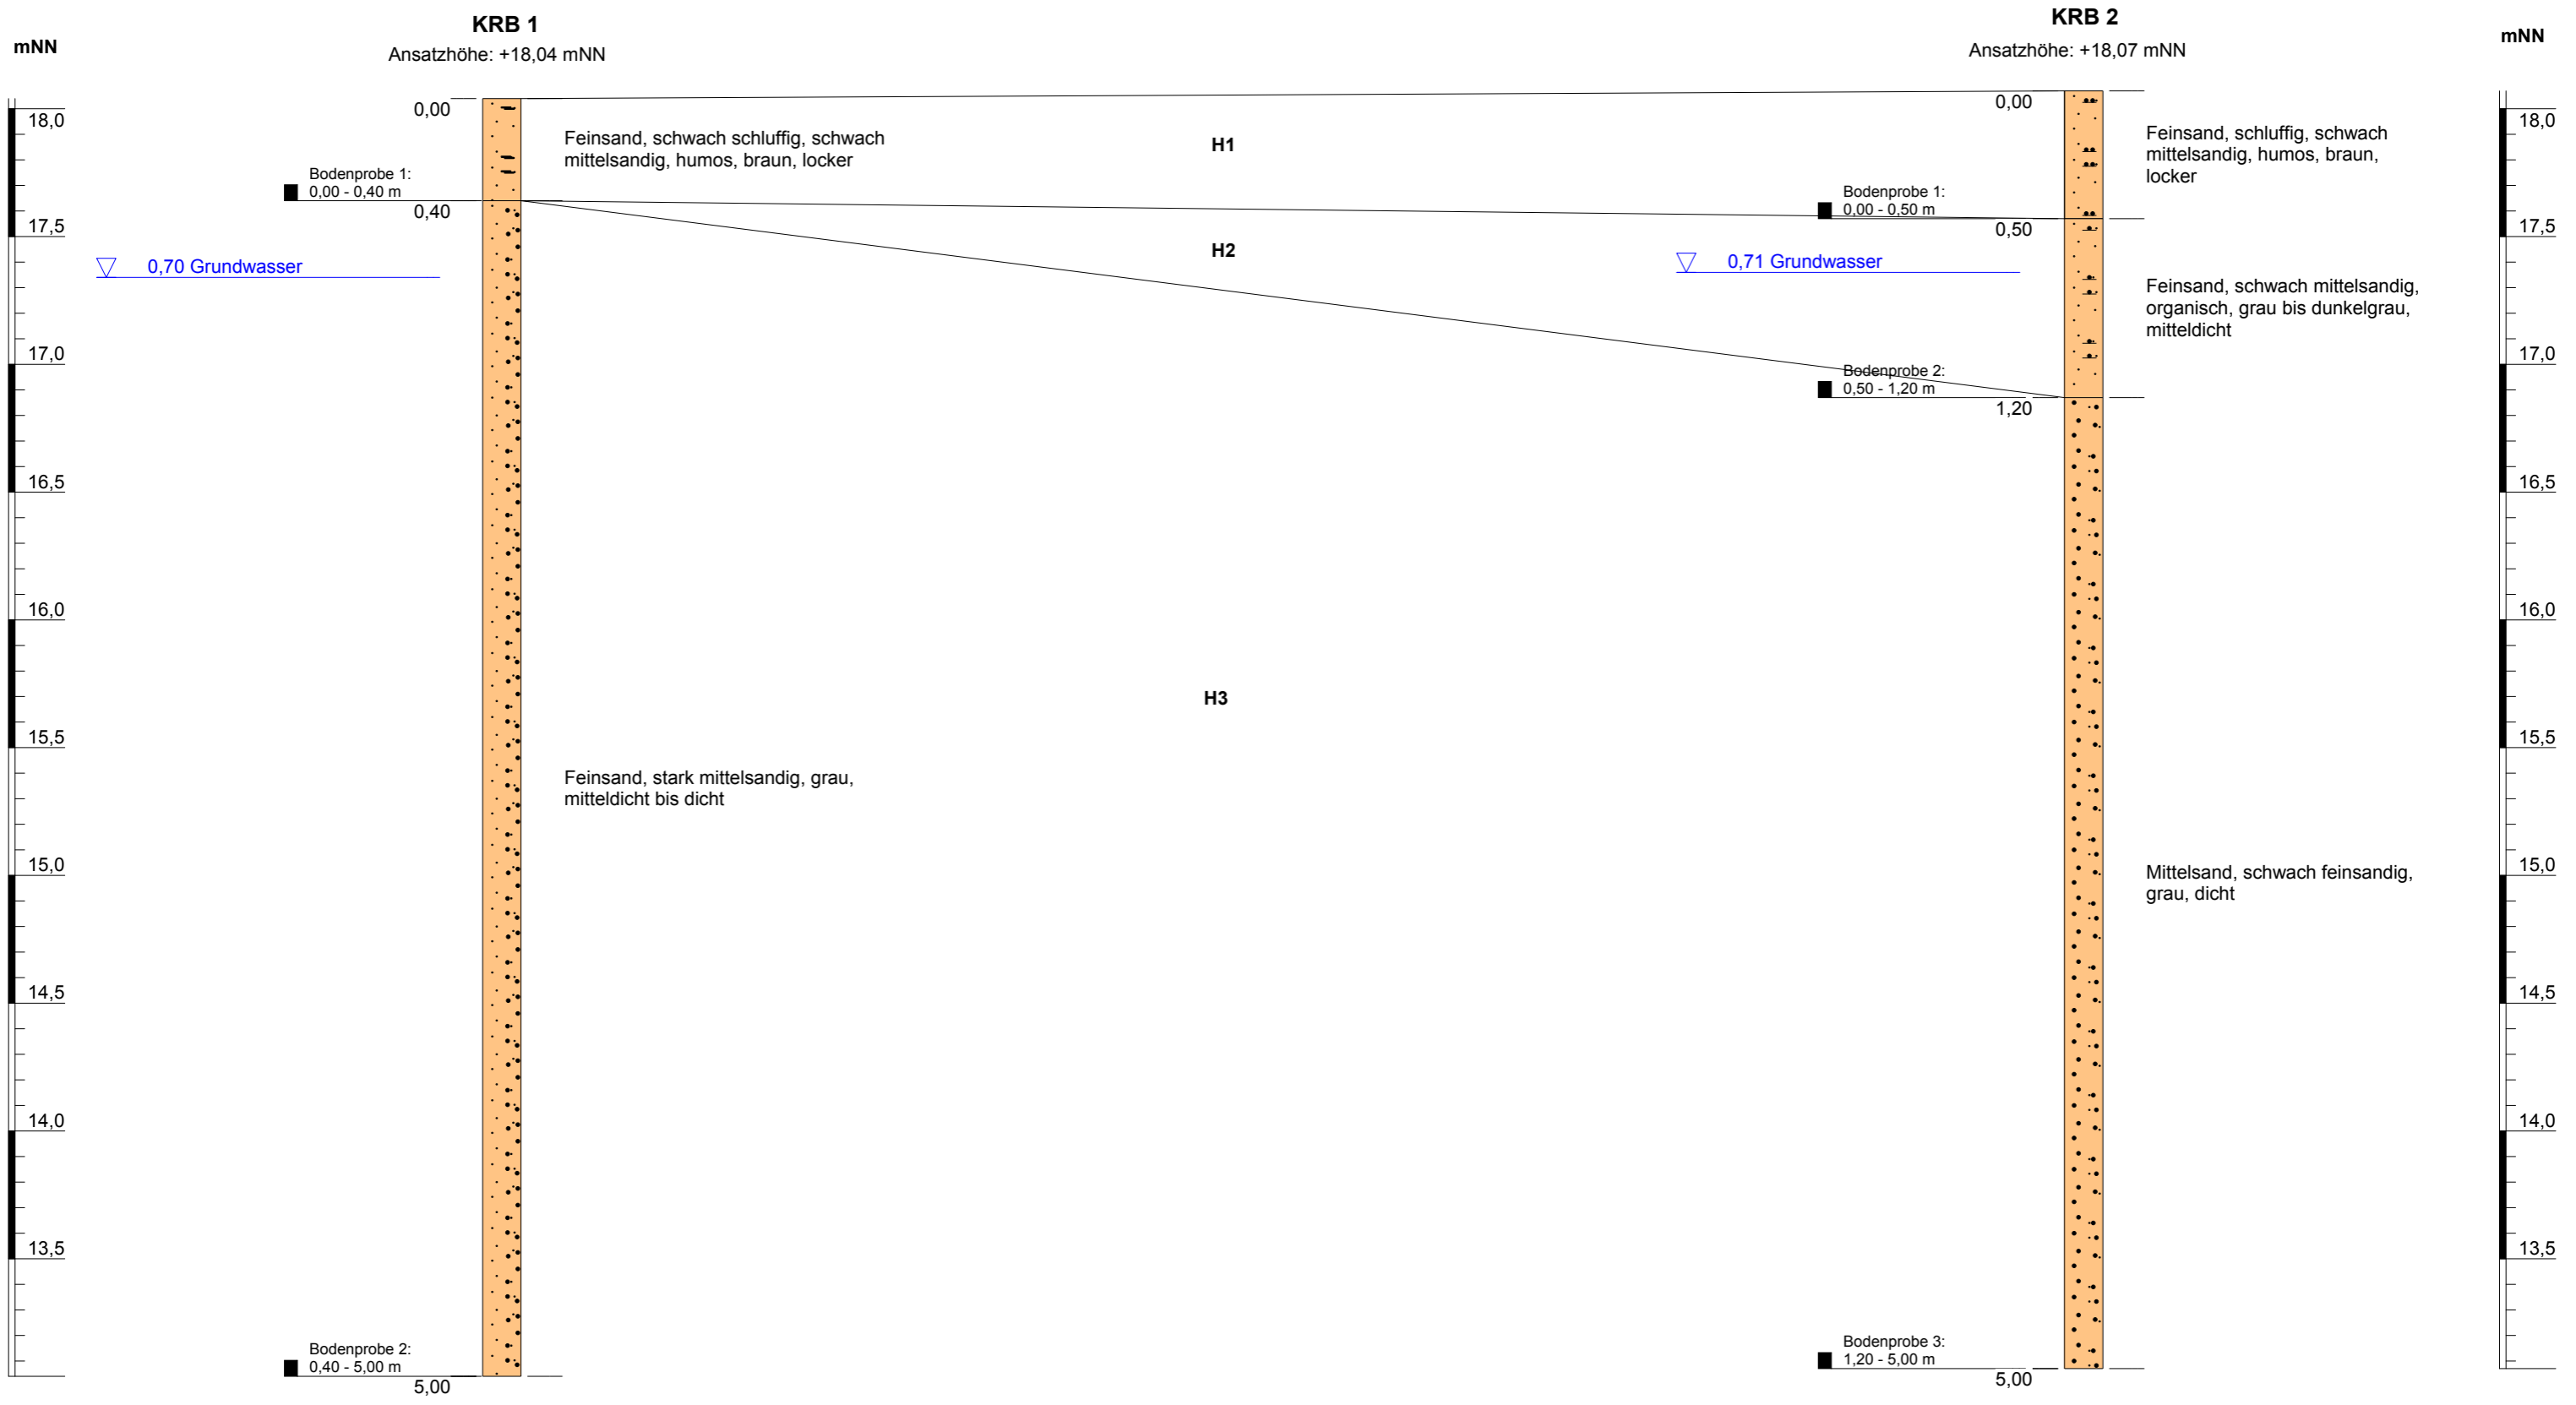 KRB 1
Ansatzhöhe: +18,04 mNN
KRB 2
Ansatzhöhe: +18,07 mNN
mNN
18,0
17,5
17,0
16,5
16,0
15,5
15,0
14,5
14,0
13,5
0,00
Feinsand, schwach schluffig, schwach
mittelsandig, humos, braun, locker
Bodenprobe 1:
0,00 - 0,40 m
0,40
0,70 Grundwasser
Feinsand, stark mittelsandig, grau,
mitteldicht bis dicht
Bodenprobe 2:
0,40 - 5,00 m
5,00
H1
H2
H3
0,00
Feinsand, schluffig, schwach
mittelsandig, humos, braun,
locker
Bodenprobe 1:
0,00 - 0,50 m
0,50
0,71 Grundwasser
Feinsand, schwach mittelsandig,
organisch, grau bis dunkelgrau,
mitteldicht
Bodenprobe 2:
0,50 - 1,20 m
1,20
Mittelsand, schwach feinsandig,
grau, dicht
Bodenprobe 3:
1,20 - 5,00 m
5,00
mNN
18,0
17,5
17,0
16,5
16,0
15,5
15,0
14,5
14,0
13,5